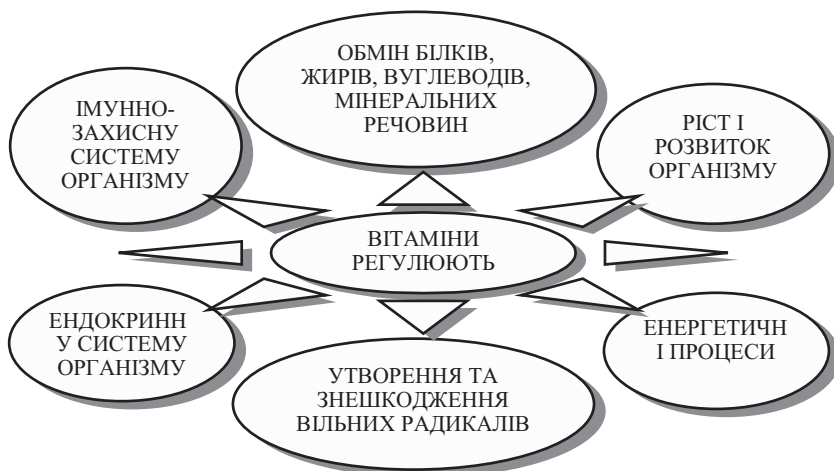 ОБМІН БІЛКІВ,
ЖИРІВ, ВУГЛЕВОДІВ,
МІНЕРАЛЬНИХ
РЕЧОВИН
ІМУННО-
ЗАХИСНУ
СИСТЕМУ
ОРГАНІЗМУ
РІСТ І
РОЗВИТОК
ОРГАНІЗМУ
ВІТАМІНИ
РЕГУЛЮЮТЬ
ЕНДОКРИНН
У СИСТЕМУ
ОРГАНІЗМУ
ЕНЕРГЕТИЧН
І ПРОЦЕСИ
УТВОРЕННЯ ТА
ЗНЕШКОДЖЕННЯ
ВІЛЬНИХ РАДИКАЛІВ